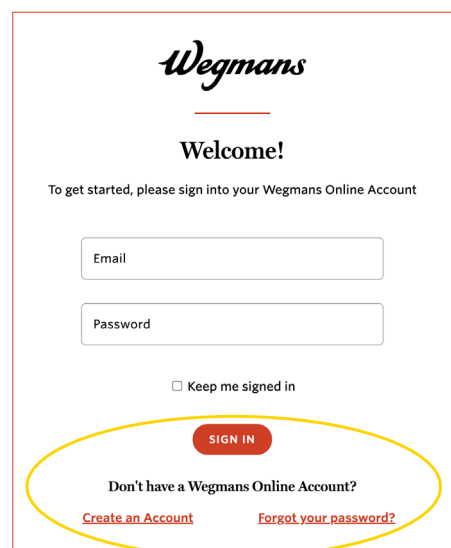 Wegmans
Welcome!
To get started, please sign into your Wegmans Online Account
Email
Password
Keep me signed in
SIGN IN
Don't have a Wegmans Online Account?
Create an Account Forgot your password?